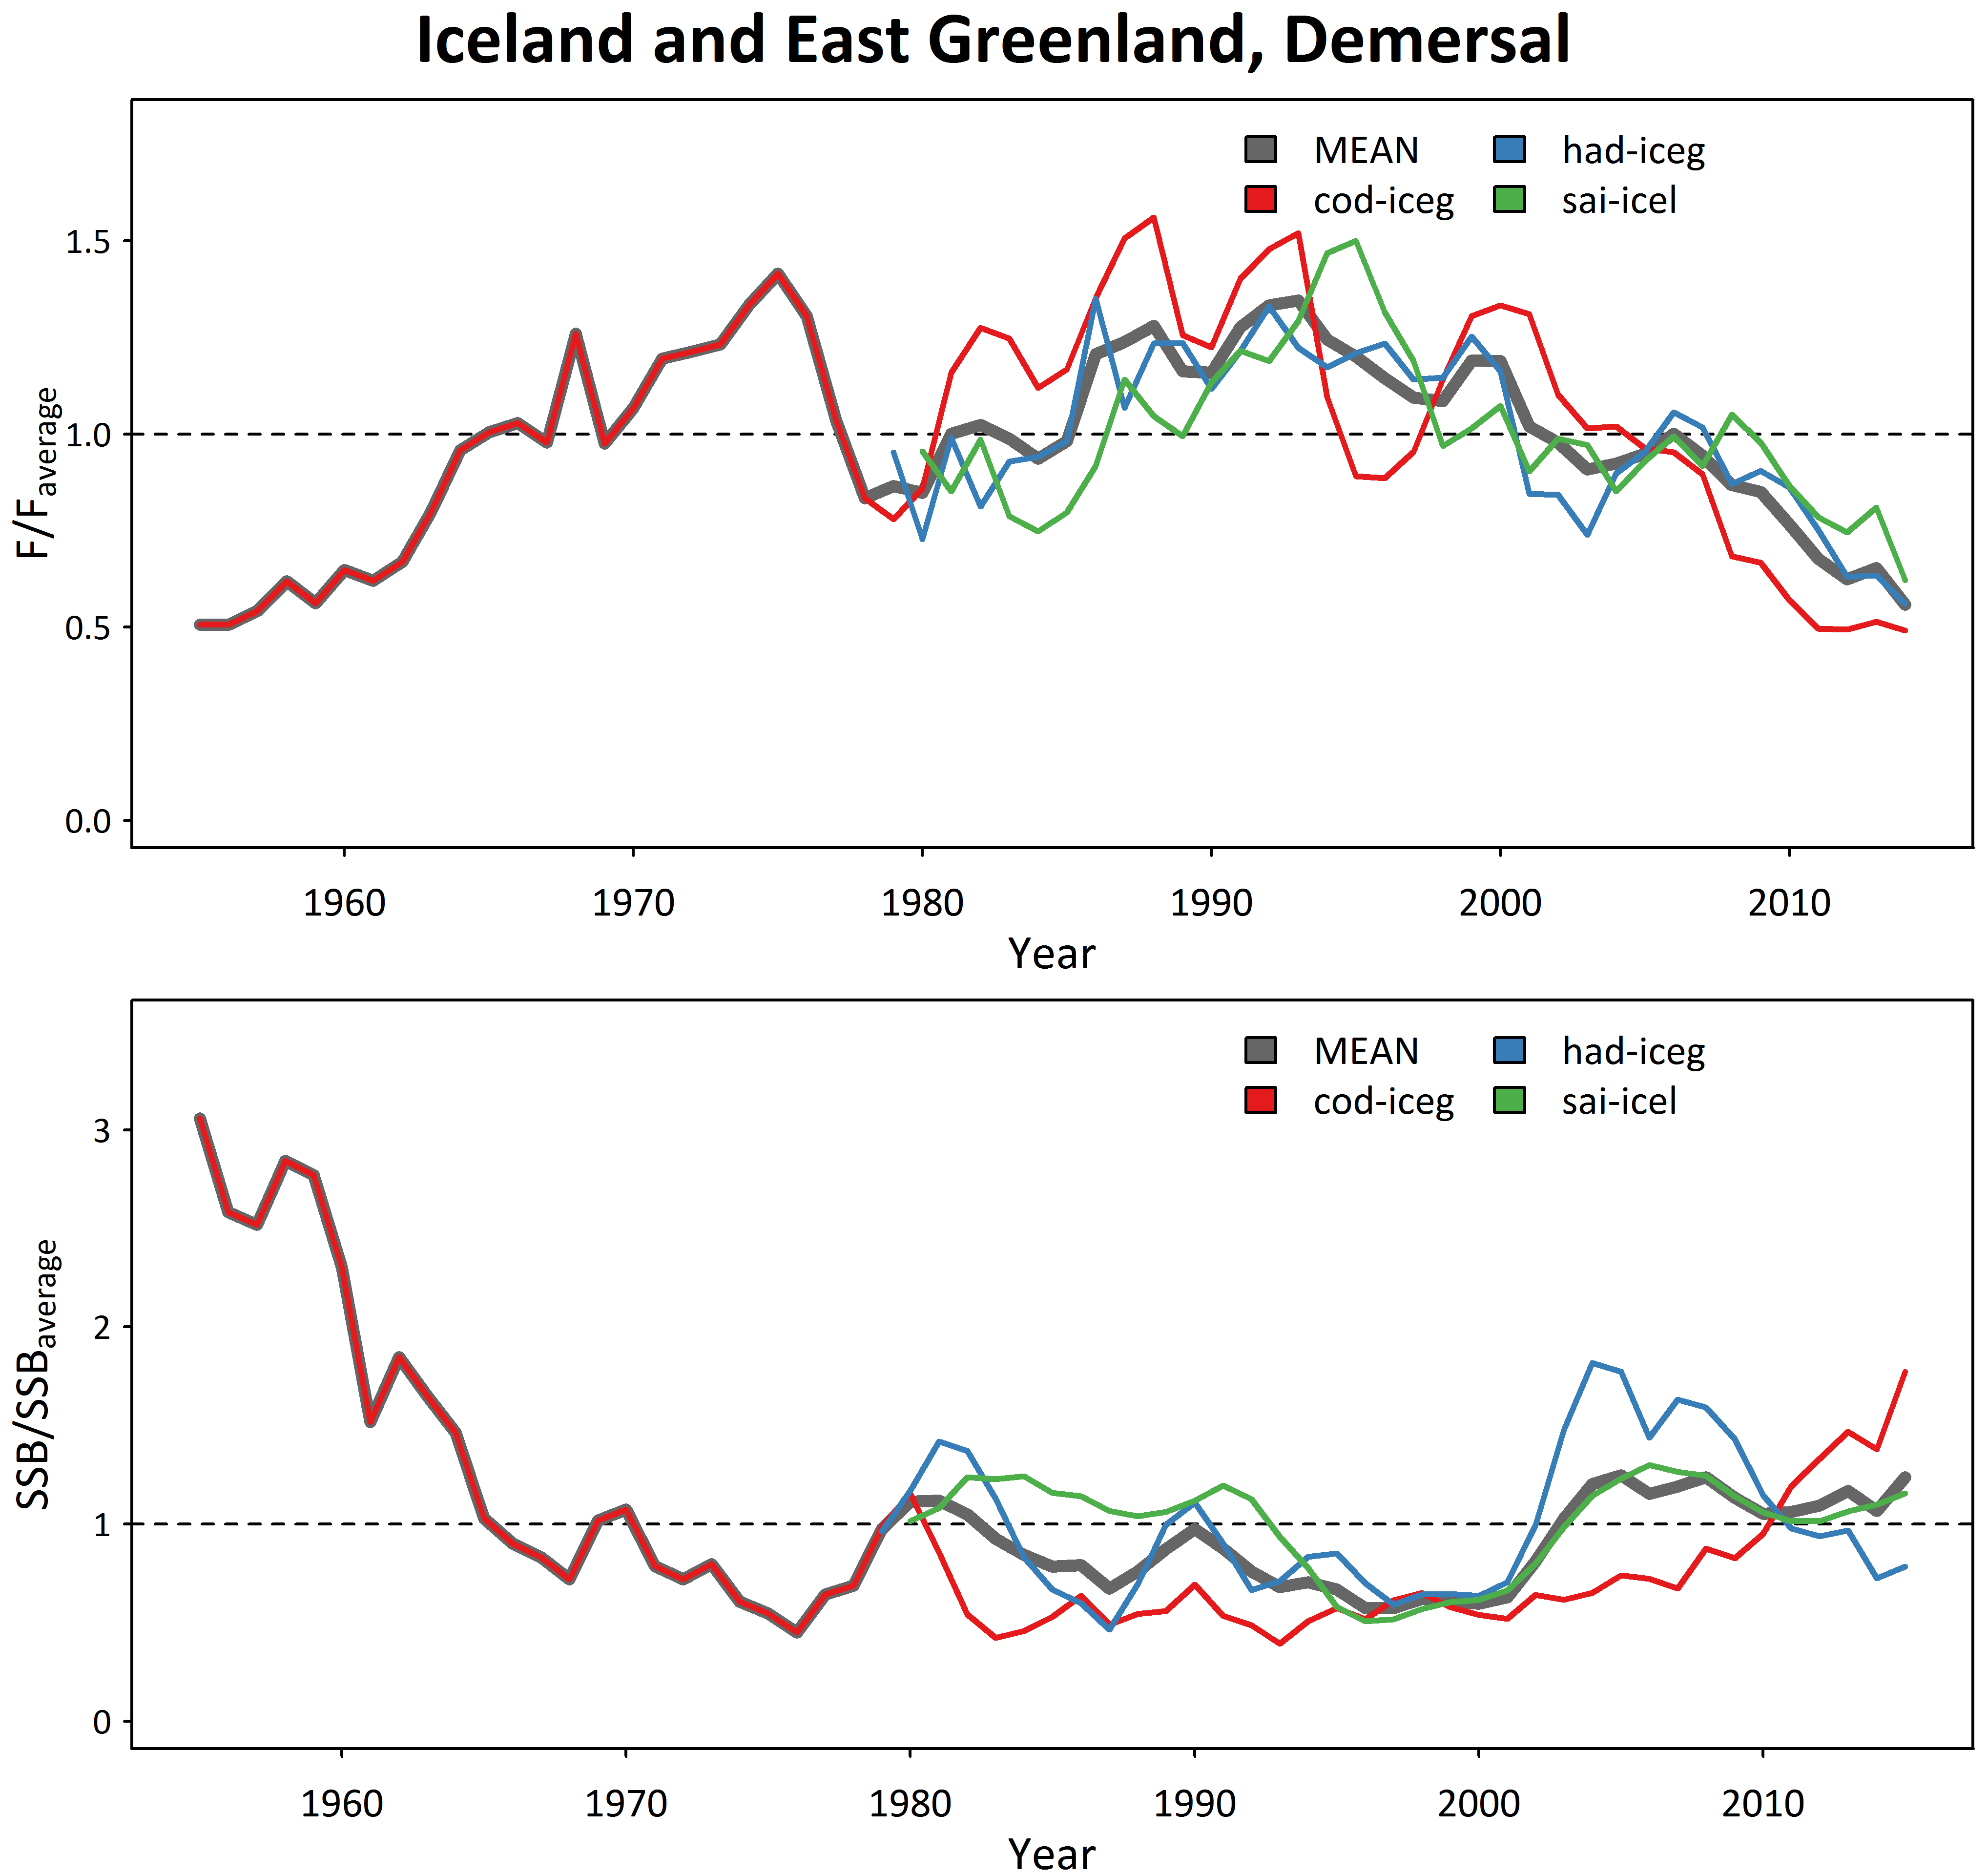 Iceland and East Greenland, Demersal
MEAN had-iceg
cod-iceg sai-icel
1.5
1.0
0.5
0.0
F/Faverage
1960 1970 1980 1990 2000 2010
Year
MEAN had-iceg
cod-iceg sai-icel
3
2
1
0
SSB/SSBaverage
1960 1970 1980 1990 2000 2010
Year